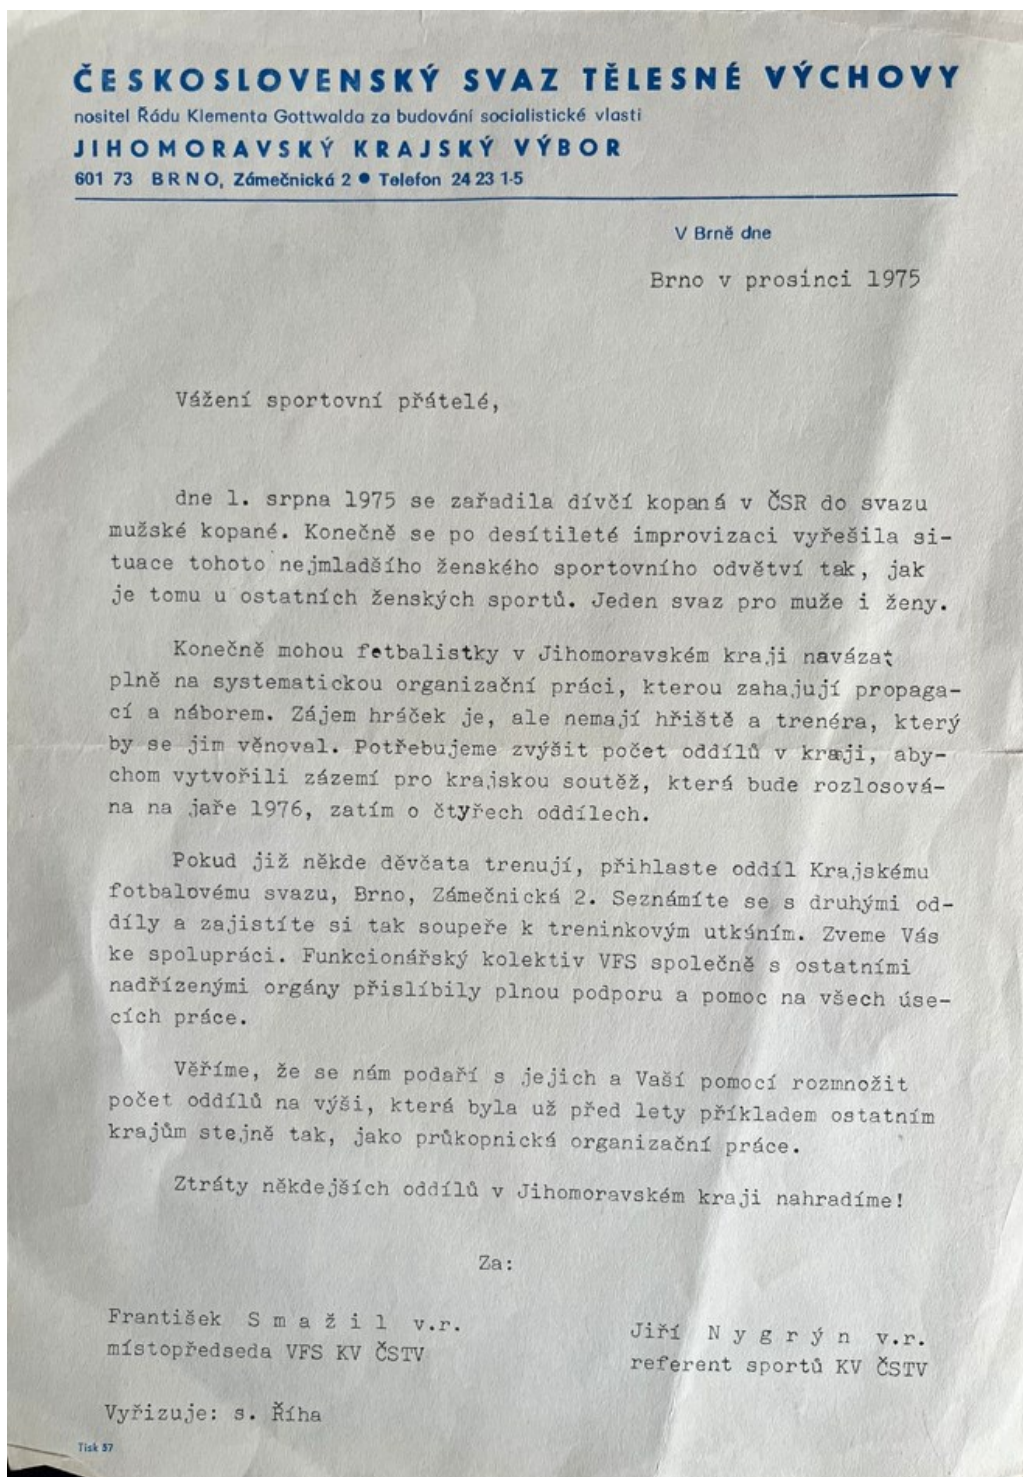 ČESKOSLOVENSKÝ SVAZ TĚLESNÉ VÝCHOVY
nositel Řádu Klementa Gottwalda za budování socialistické vlasti
JIHOMORAVSKÝ KRAJSKÝ VÝBOR
601 73 BRNO, Zámečnická 2 ● Telefon 24 23 1-5
V Brně dne
Brno v prosinci 1975
Vážení sportovní přátelé,
dne 1. srpna 1975 se zařadila dívčí kopaná v ČSR do svazu
mužské kopané. Konečně se po desítileté improvizaci vyřešila si-
tuace tohoto nejmladšího ženského sportovního odvětví tak, jak
je tomu u ostatních ženských sportů. Jeden svaz pro muže i ženy.
Konečně mohou fetbalistky v Jihomoravském kraji navázat
plně na systematickou organizační práci, kterou zahajují propaga-
cí a náborem. Zájem hráček je, ale nemají hřiště a trenéra, který
by se jim věnoval. Potřebujeme zvýšit počet oddílů v kraji, aby-
chom vytvořili zázemí pro krajskou soutěž, která bude rozlosová-
na na jaře 1976, zatím o čtyřech oddílech.
Pokud již někde děvčata trenují, přihlaste oddíl Krajskému
fotbalovému svazu, Brno, Zámečnická 2. Seznámíte se s druhými od-
díly a zajistíte si tak soupeře k treninkovým utkáním. Zveme Vás
ke spolupráci. Funkcionářský kolektiv VFS společně s ostatními
nadřízenými orgány přislíbily plnou podporu a pomoc na všech úse-
cích práce.
Věříme, že se nám podaří s jejich a Vaší pomocí rozmnožit
počet oddílů na výši, která byla už před lety příkladem ostatním
krajům stejně tak, jako průkopnická organizační práce.
Ztráty někdejších oddílů v Jihomoravském kraji nahradíme!
Za:
František S m a ž i l v.r.
místopředseda VFS KV ČSTV
Jiří N y g r ý n v.r.
referent sportů KV ČSTV
Vyřizuje: s. Říha
Tisk 57